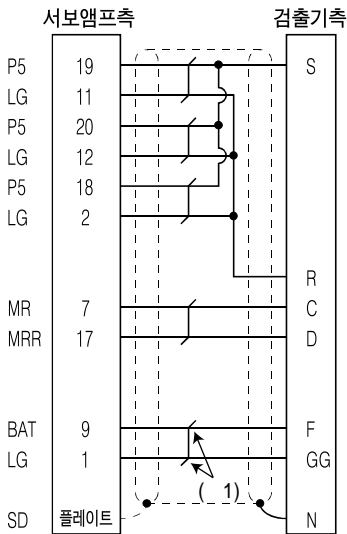 서보앰프측 검출기측
P5 19 S
LG 11
P5 20
LG 12
P5 18
LG 2
R
MR 7 C
MRR 17 D
BAT 9 F
LG 1 GG
( 1)
SD 플레이트 N